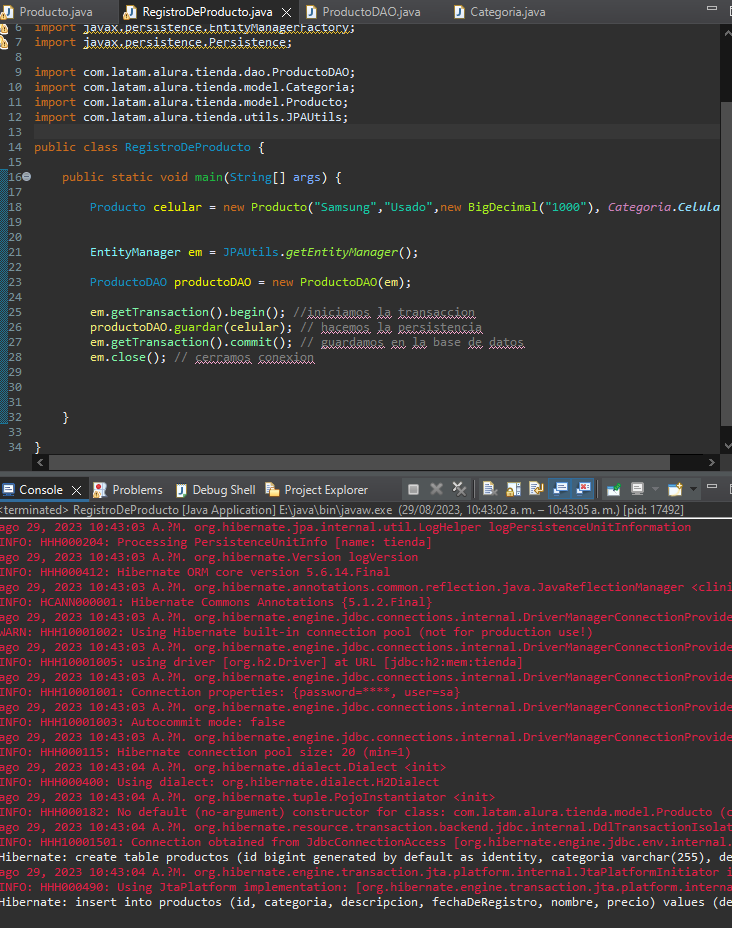 Producto.java RegistroDeProducto.java ProductoDAO.java Categoria.java
6 import javax.persistence.EntityManagerFactory;
7 import javax.persistence.Persistence;
8
9 import com.latam.alura.tienda.dao.ProductoDAO;
10 import com.latam.alura.tienda.model.Categoria;
11 import com.latam.alura.tienda.model.Producto;
12 import com.latam.alura.tienda.utils.JPAUtils;
13
14 public class RegistroDeProducto {
15
16 public static void main(String[] args) {
17
18 Producto celular = new Producto("Samsung","Usado",new BigDecimal("1000"), Categoria.Celula
19
20
21 EntityManager em = JPAUtils.getEntityManager();
22
23 ProductoDAO productoDAO = new ProductoDAO(em);
24
25 em.getTransaction().begin(); //iniciamos la transaccion
26 productoDAO.guardar(celular); // hacemos la persistencia
27 em.getTransaction().commit(); // guardamos en la base de datos
28 em.close(); // cerramos conexion
29
30
31
32 }
33
34 }
Console Problems Debug Shell Project Explorer
<terminated> RegistroDeProducto [Java Application] E:\java\bin\javaw.exe (29/08/2023, 10:43:02 a. m. – 10:43:05 a. m.) [pid: 17492]
ago 29, 2023 10:43:03 A.?M. org.hibernate.jpa.internal.util.LogHelper logPersistenceUnitInformation
INFO: HHH000204: Processing PersistenceUnitInfo [name: tienda]
ago 29, 2023 10:43:03 A.?M. org.hibernate.Version logVersion
INFO: HHH000412: Hibernate ORM core version 5.6.14.Final
ago 29, 2023 10:43:03 A.?M. org.hibernate.annotations.common.reflection.java.JavaReflectionManager <clini
INFO: HCANN000001: Hibernate Commons Annotations {5.1.2.Final}
ago 29, 2023 10:43:03 A.?M. org.hibernate.engine.jdbc.connections.internal.DriverManagerConnectionProvide
WARN: HHH10001002: Using Hibernate built-in connection pool (not for production use!)
ago 29, 2023 10:43:03 A.?M. org.hibernate.engine.jdbc.connections.internal.DriverManagerConnectionProvide
INFO: HHH10001005: using driver [org.h2.Driver] at URL [jdbc:h2:mem:tienda]
ago 29, 2023 10:43:03 A.?M. org.hibernate.engine.jdbc.connections.internal.DriverManagerConnectionProvide
INFO: HHH10001001: Connection properties: {password=****, user=sa}
ago 29, 2023 10:43:03 A.?M. org.hibernate.engine.jdbc.connections.internal.DriverManagerConnectionProvide
INFO: HHH10001003: Autocommit mode: false
ago 29, 2023 10:43:03 A.?M. org.hibernate.engine.jdbc.connections.internal.DriverManagerConnectionProvide
INFO: HHH000115: Hibernate connection pool size: 20 (min=1)
ago 29, 2023 10:43:04 A.?M. org.hibernate.dialect.Dialect <init>
INFO: HHH000400: Using dialect: org.hibernate.dialect.H2Dialect
ago 29, 2023 10:43:04 A.?M. org.hibernate.tuple.PojoInstantiator <init>
INFO: HHH000182: No default (no-argument) constructor for class: com.latam.alura.tienda.model.Producto (c
ago 29, 2023 10:43:04 A.?M. org.hibernate.resource.transaction.backend.jdbc.internal.DdlTransactionIsolat
INFO: HHH10001501: Connection obtained from JdbcConnectionAccess [org.hibernate.engine.jdbc.env.internal.
Hibernate: create table productos (id bigint generated by default as identity, categoria varchar(255), de
ago 29, 2023 10:43:04 A.?M. org.hibernate.engine.transaction.jta.platform.internal.JtaPlatformInitiator i
INFO: HHH000490: Using JtaPlatform implementation: [org.hibernate.engine.transaction.jta.platform.interna
Hibernate: insert into productos (id, categoria, descripcion, fechaDeRegistro, nombre, precio) values (de